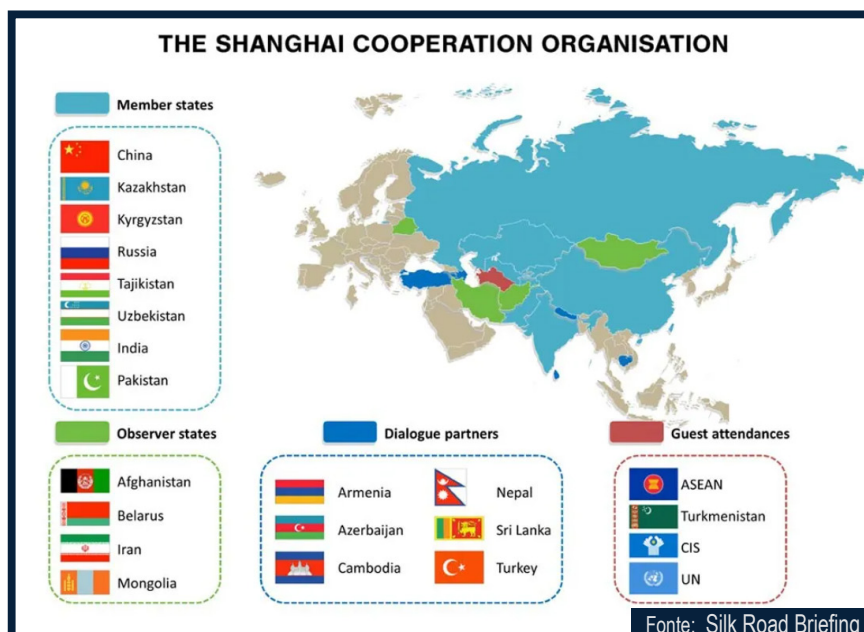 THE SHANGHAI COOPERATION ORGANISATION
Member states
China
Kazakhstan
Kyrgyzstan
Russia
Tajikistan
Uzbekistan
India
Pakistan
Observer states
Afghanistan
Belarus
Iran
Mongolia
Dialogue partners
Armenia
Nepal
Azerbaijan
Sri Lanka
Cambodia
Turkey
Guest attendances
ASEAN
Turkmenistan
CIS
UN
Fonte: Silk Road Briefing